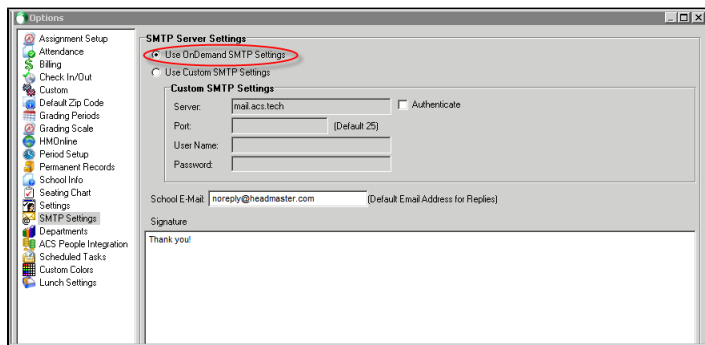 Options
Assignment Setup
Attendance
Billing
Check In/Out
Custom
Default Zip Code
Grading Periods
Grading Scale
HMOnline
Period Setup
Permanent Records
School Info
Seating Chart
Settings
SMTP Settings
Departments
ACS People Integration
Scheduled Tasks
Custom Colors
Lunch Settings
SMTP Server Settings
Use OnDemand SMTP Settings
Use Custom SMTP Settings
Custom SMTP Settings
Server: mail.acs.tech Authenticate
Port: (Default 25)
User Name:
Password:
School E-Mail: noreply@headmaster.com (Default Email Address for Replies)
Signature
Thank you!